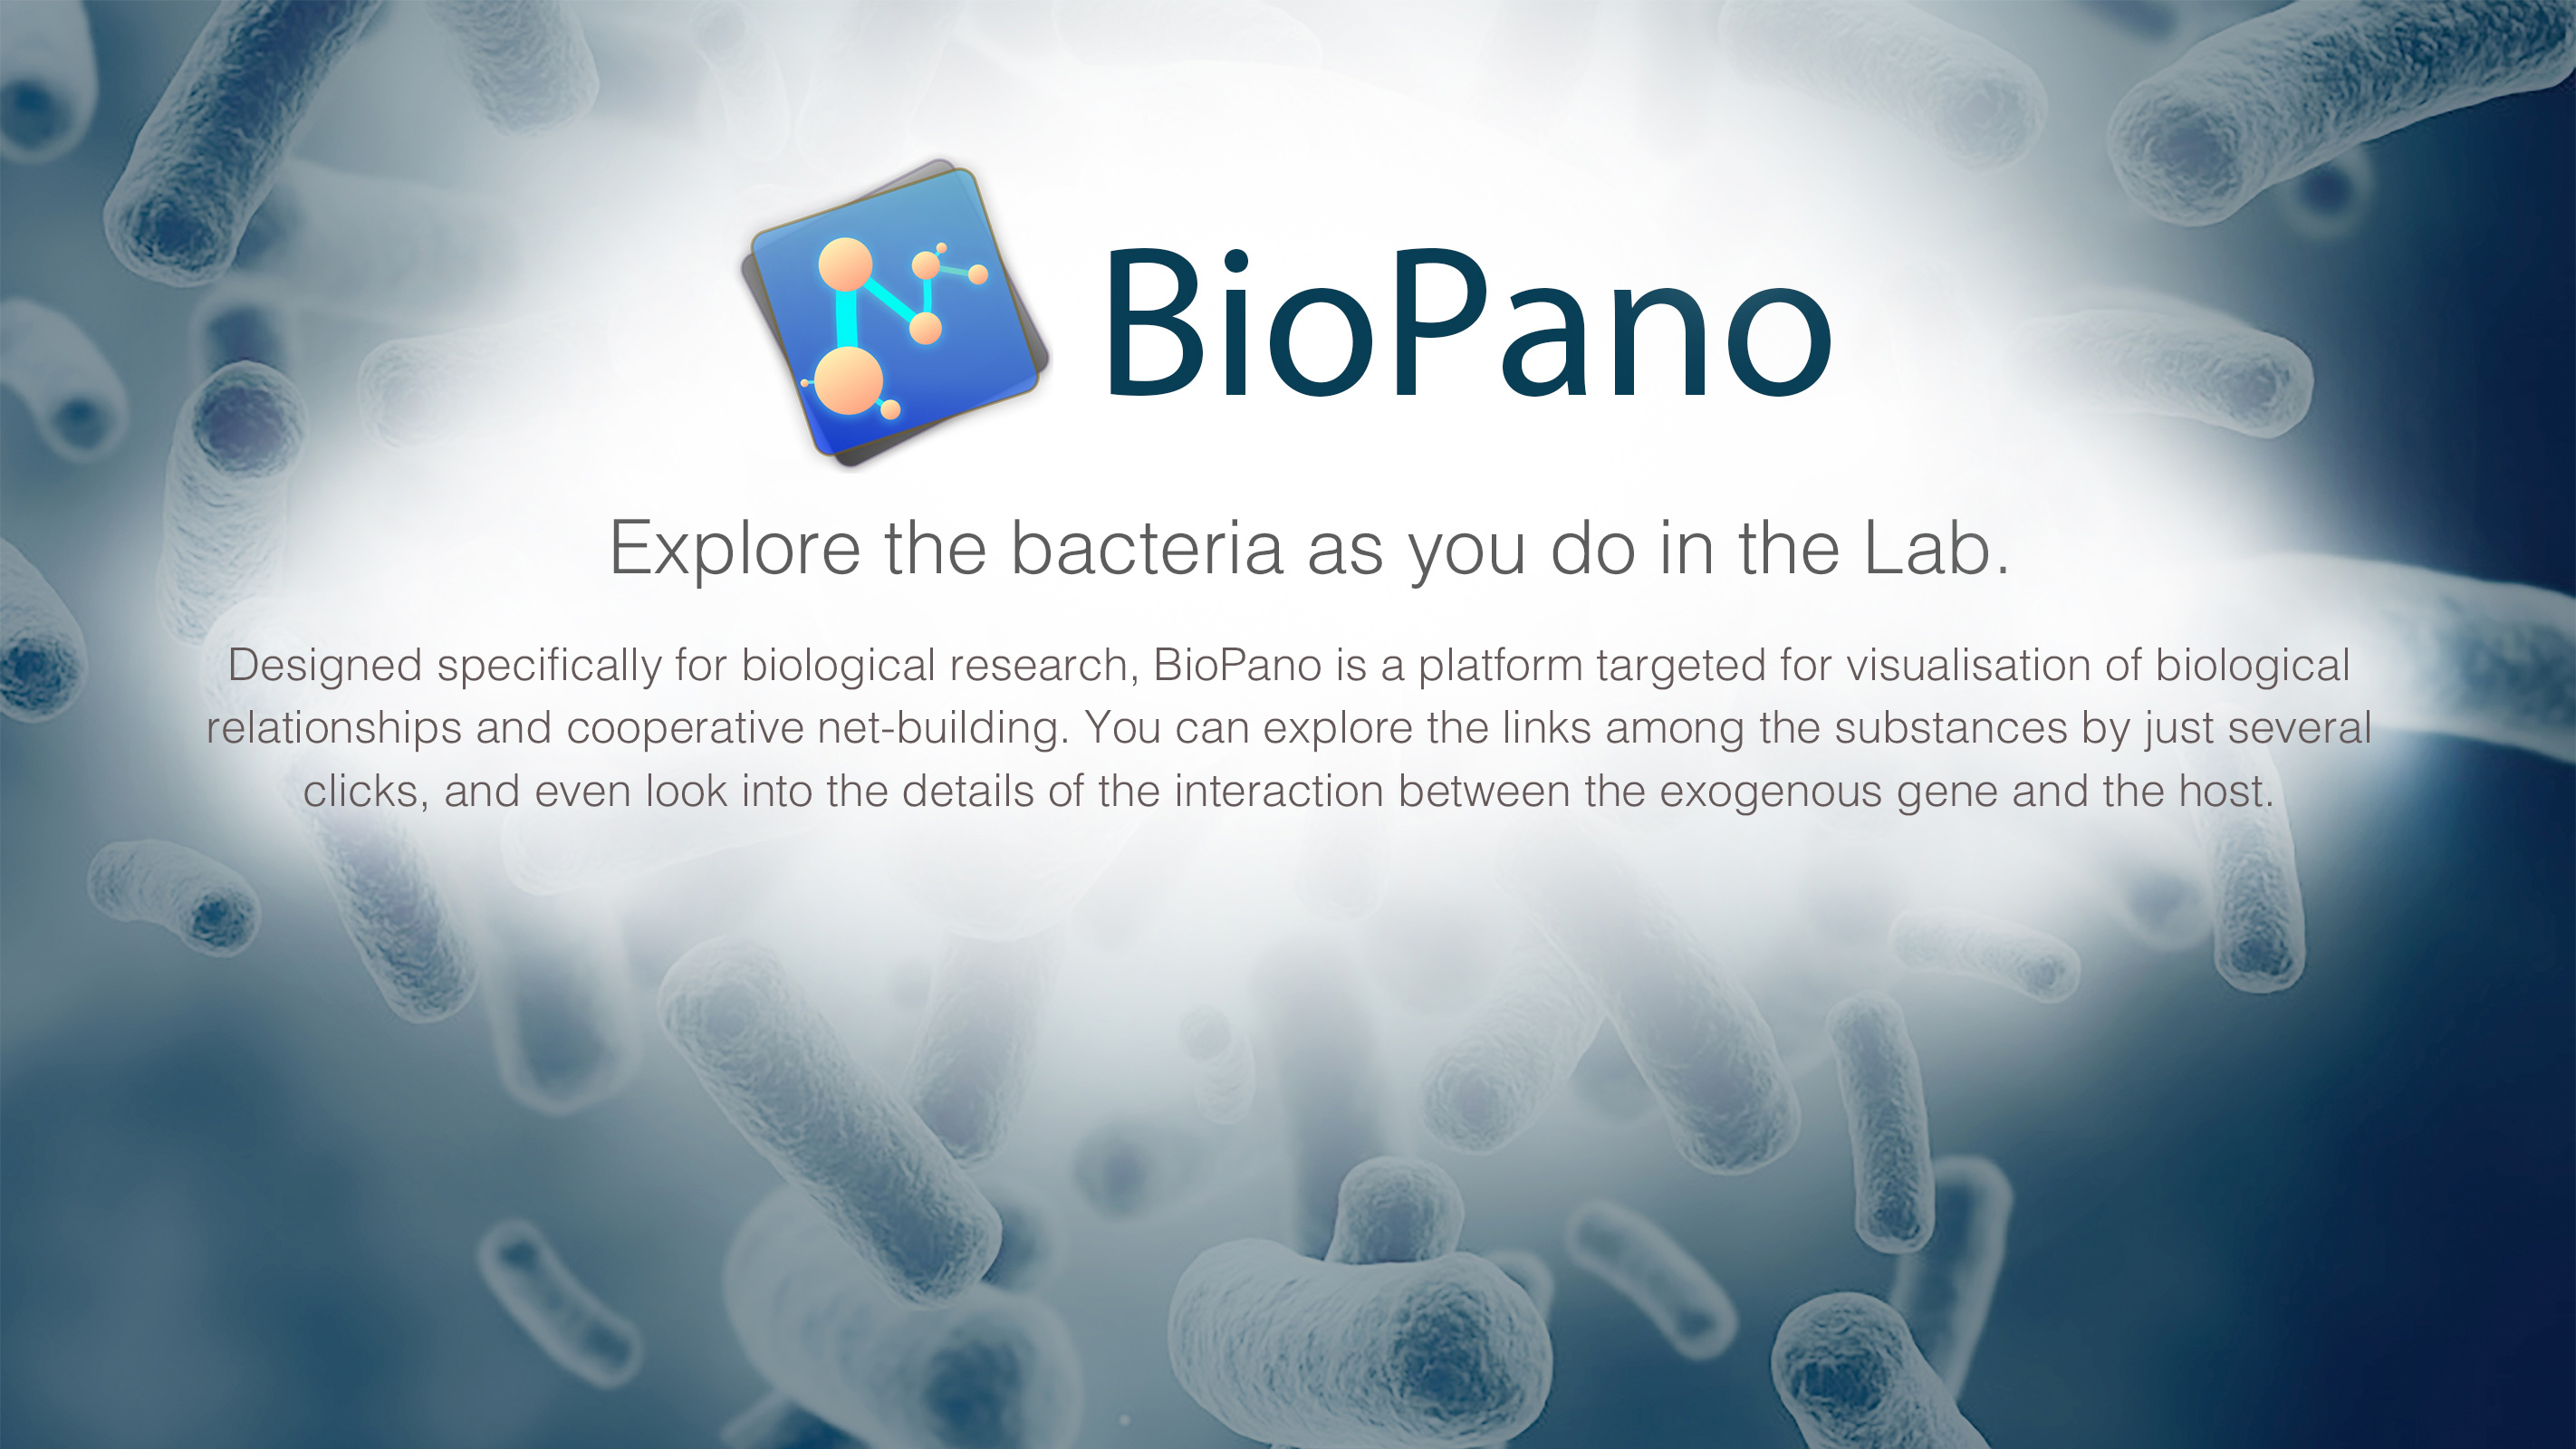 BioPano
Explore the bacteria as you do in the Lab.
Designed specifically for biological research, BioPano is a platform targeted for visualisation of biological
relationships and cooperative net-building. You can explore the links among the substances by just several
clicks, and even look into the details of the interaction between the exogenous gene and the host.